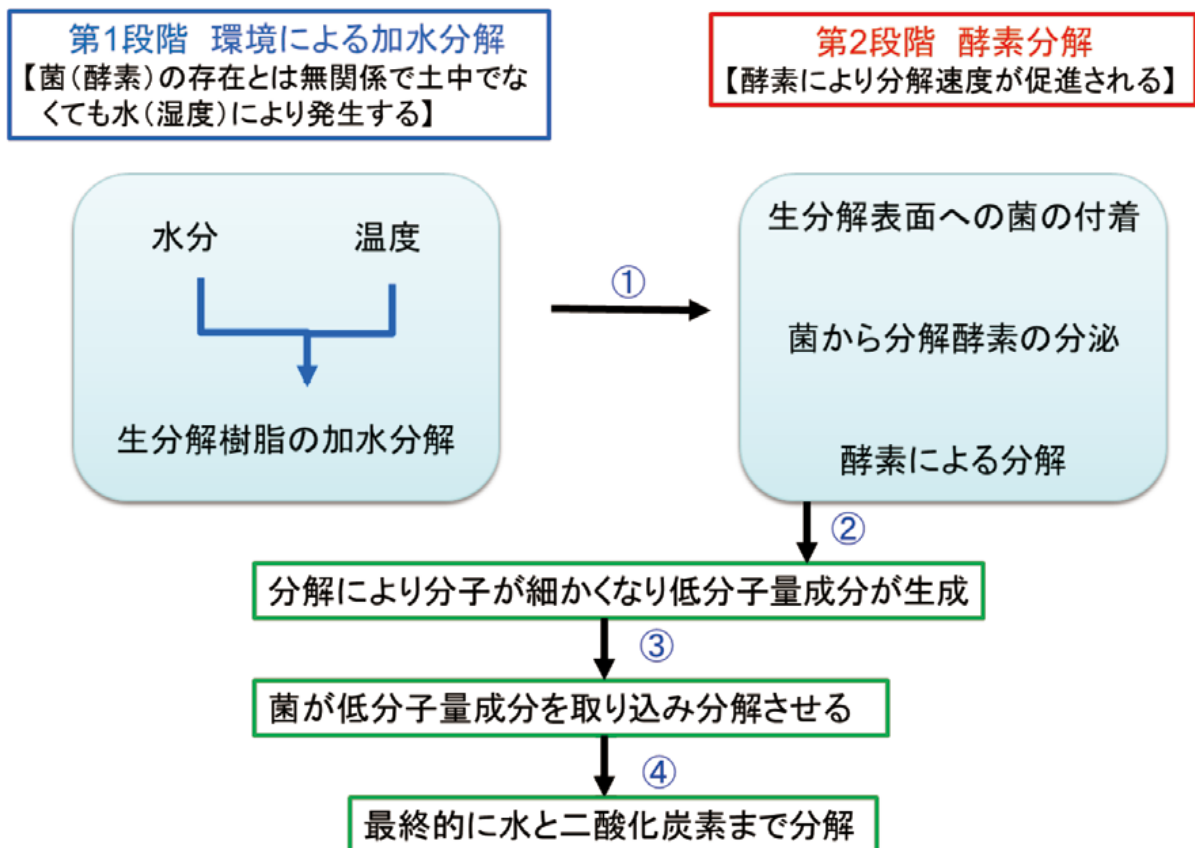 第1段階 環境による加水分解
【菌(酵素)の存在とは無関係で土中でな
くても水(湿度)により発生する】
第2段階 酵素分解
【酵素により分解速度が促進される】
水分 温度
生分解樹脂の加水分解
①
生分解表面への菌の付着
菌から分解酵素の分泌
酵素による分解
②
分解により分子が細かくなり低分子量成分が生成
③
菌が低分子量成分を取り込み分解させる
④
最終的に水と二酸化炭素まで分解